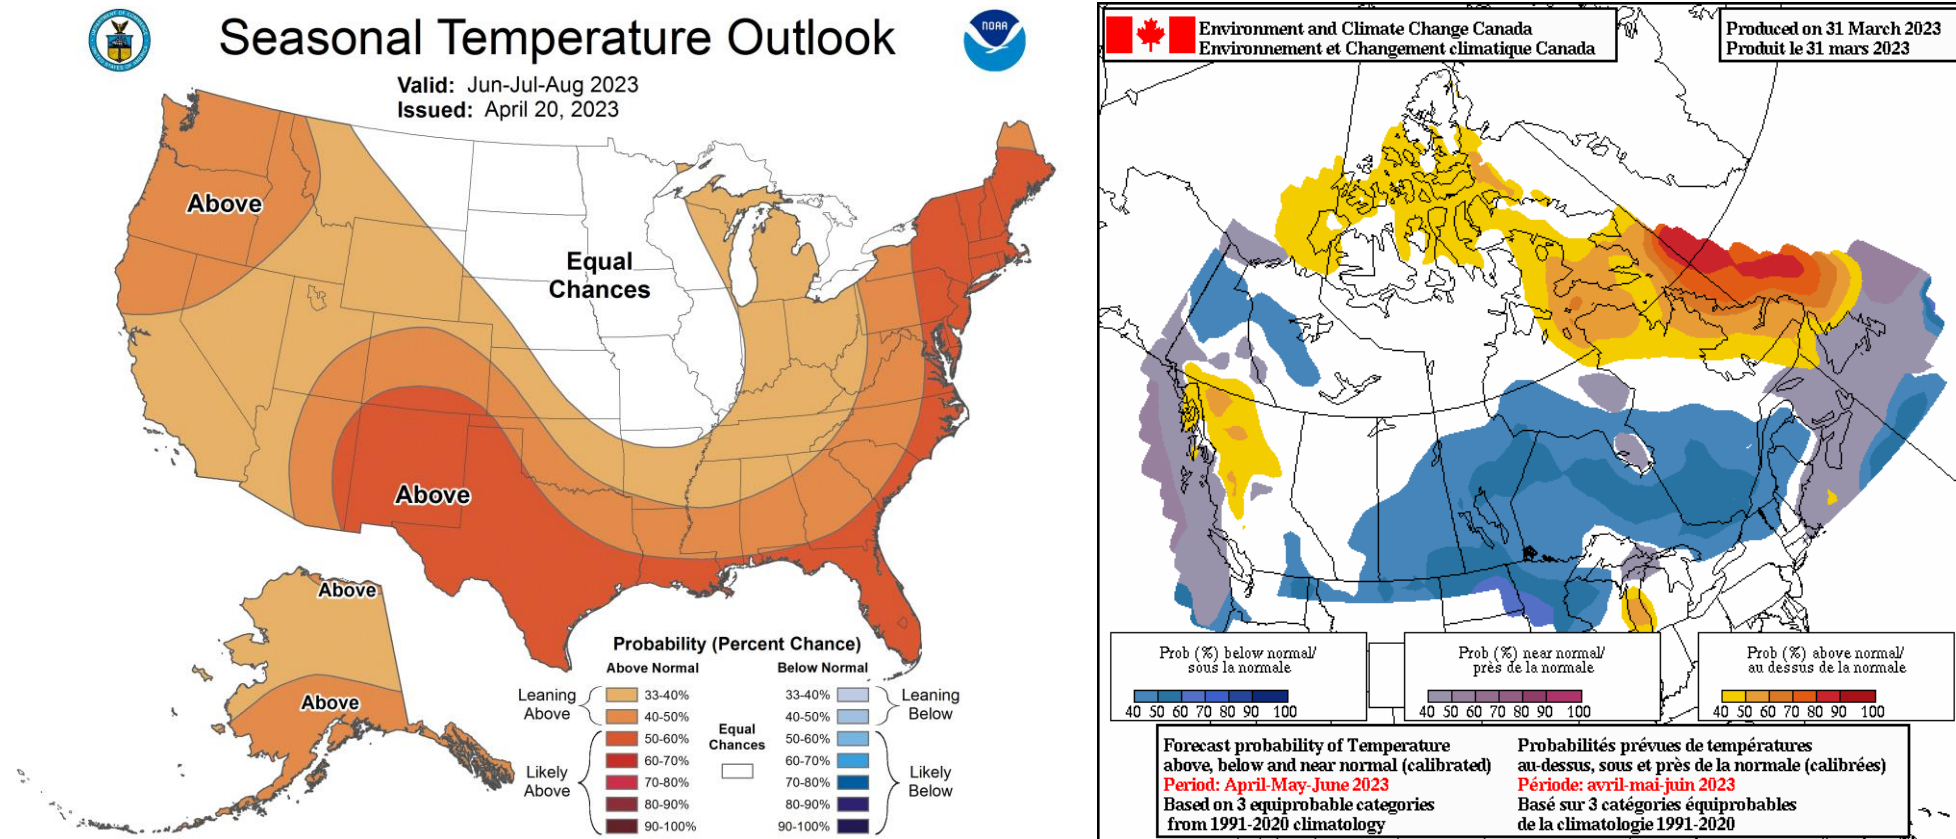 Seasonal Temperature Outlook
NOAA
Valid: Jun-Jul-Aug 2023
Issued: April 20, 2023
Above
Equal
Chances
Above
Above
Above
Probability (Percent Chance)
Above Normal
Below Normal
Leaning
Above
33-40%
40-50%
Likely
Above
50-60%
60-70%
70-80%
80-90%
90-100%
Equal
Chances
33-40%
40-50%
Leaning
Below
50-60%
60-70%
70-80%
80-90%
90-100%
Likely
Below
Environment and Climate Change Canada
Environnement et Changement climatique Canada
Produced on 31 March 2023
Produit le 31 mars 2023
Prob (%) below normal/
sous la normale
40 50 60 70 80 90 100
Prob (%) near normal/
près de la normale
40 50 60 70 80 90 100
Prob (%) above normal/
au dessus de la normale
40 50 60 70 80 90 100
Forecast probability of Temperature
above, below and near normal (calibrated)
Period: April-May-June 2023
Based on 3 equiprobable categories
from 1991-2020 climatology
Probabilités prévues de températures
au-dessus, sous et près de la normale (calibrées)
Période: avril-mai-juin 2023
Basé sur 3 catégories équiprobables
de la climatologie 1991-2020